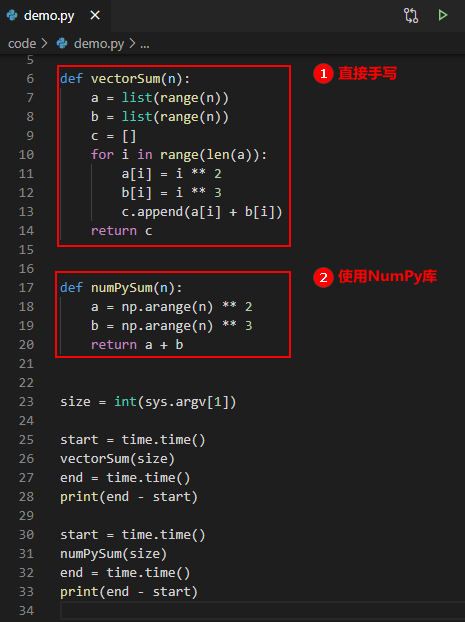 demo.py
code > demo.py > ...
5
6 def vectorSum(n):
7     a = list(range(n))
8     b = list(range(n))
9     c = []
10     for i in range(len(a)):
11         a[i] = i ** 2
12         b[i] = i ** 3
13         c.append(a[i] + b[i])
14     return c
15
16
17 def numPySum(n):
18     a = np.arange(n) ** 2
19     b = np.arange(n) ** 3
20     return a + b
21
22
23 size = int(sys.argv[1])
24
25 start = time.time()
26 vectorSum(size)
27 end = time.time()
28 print(end - start)
29
30 start = time.time()
31 numPySum(size)
32 end = time.time()
33 print(end - start)
34
1 直接手写
2 使用NumPy库